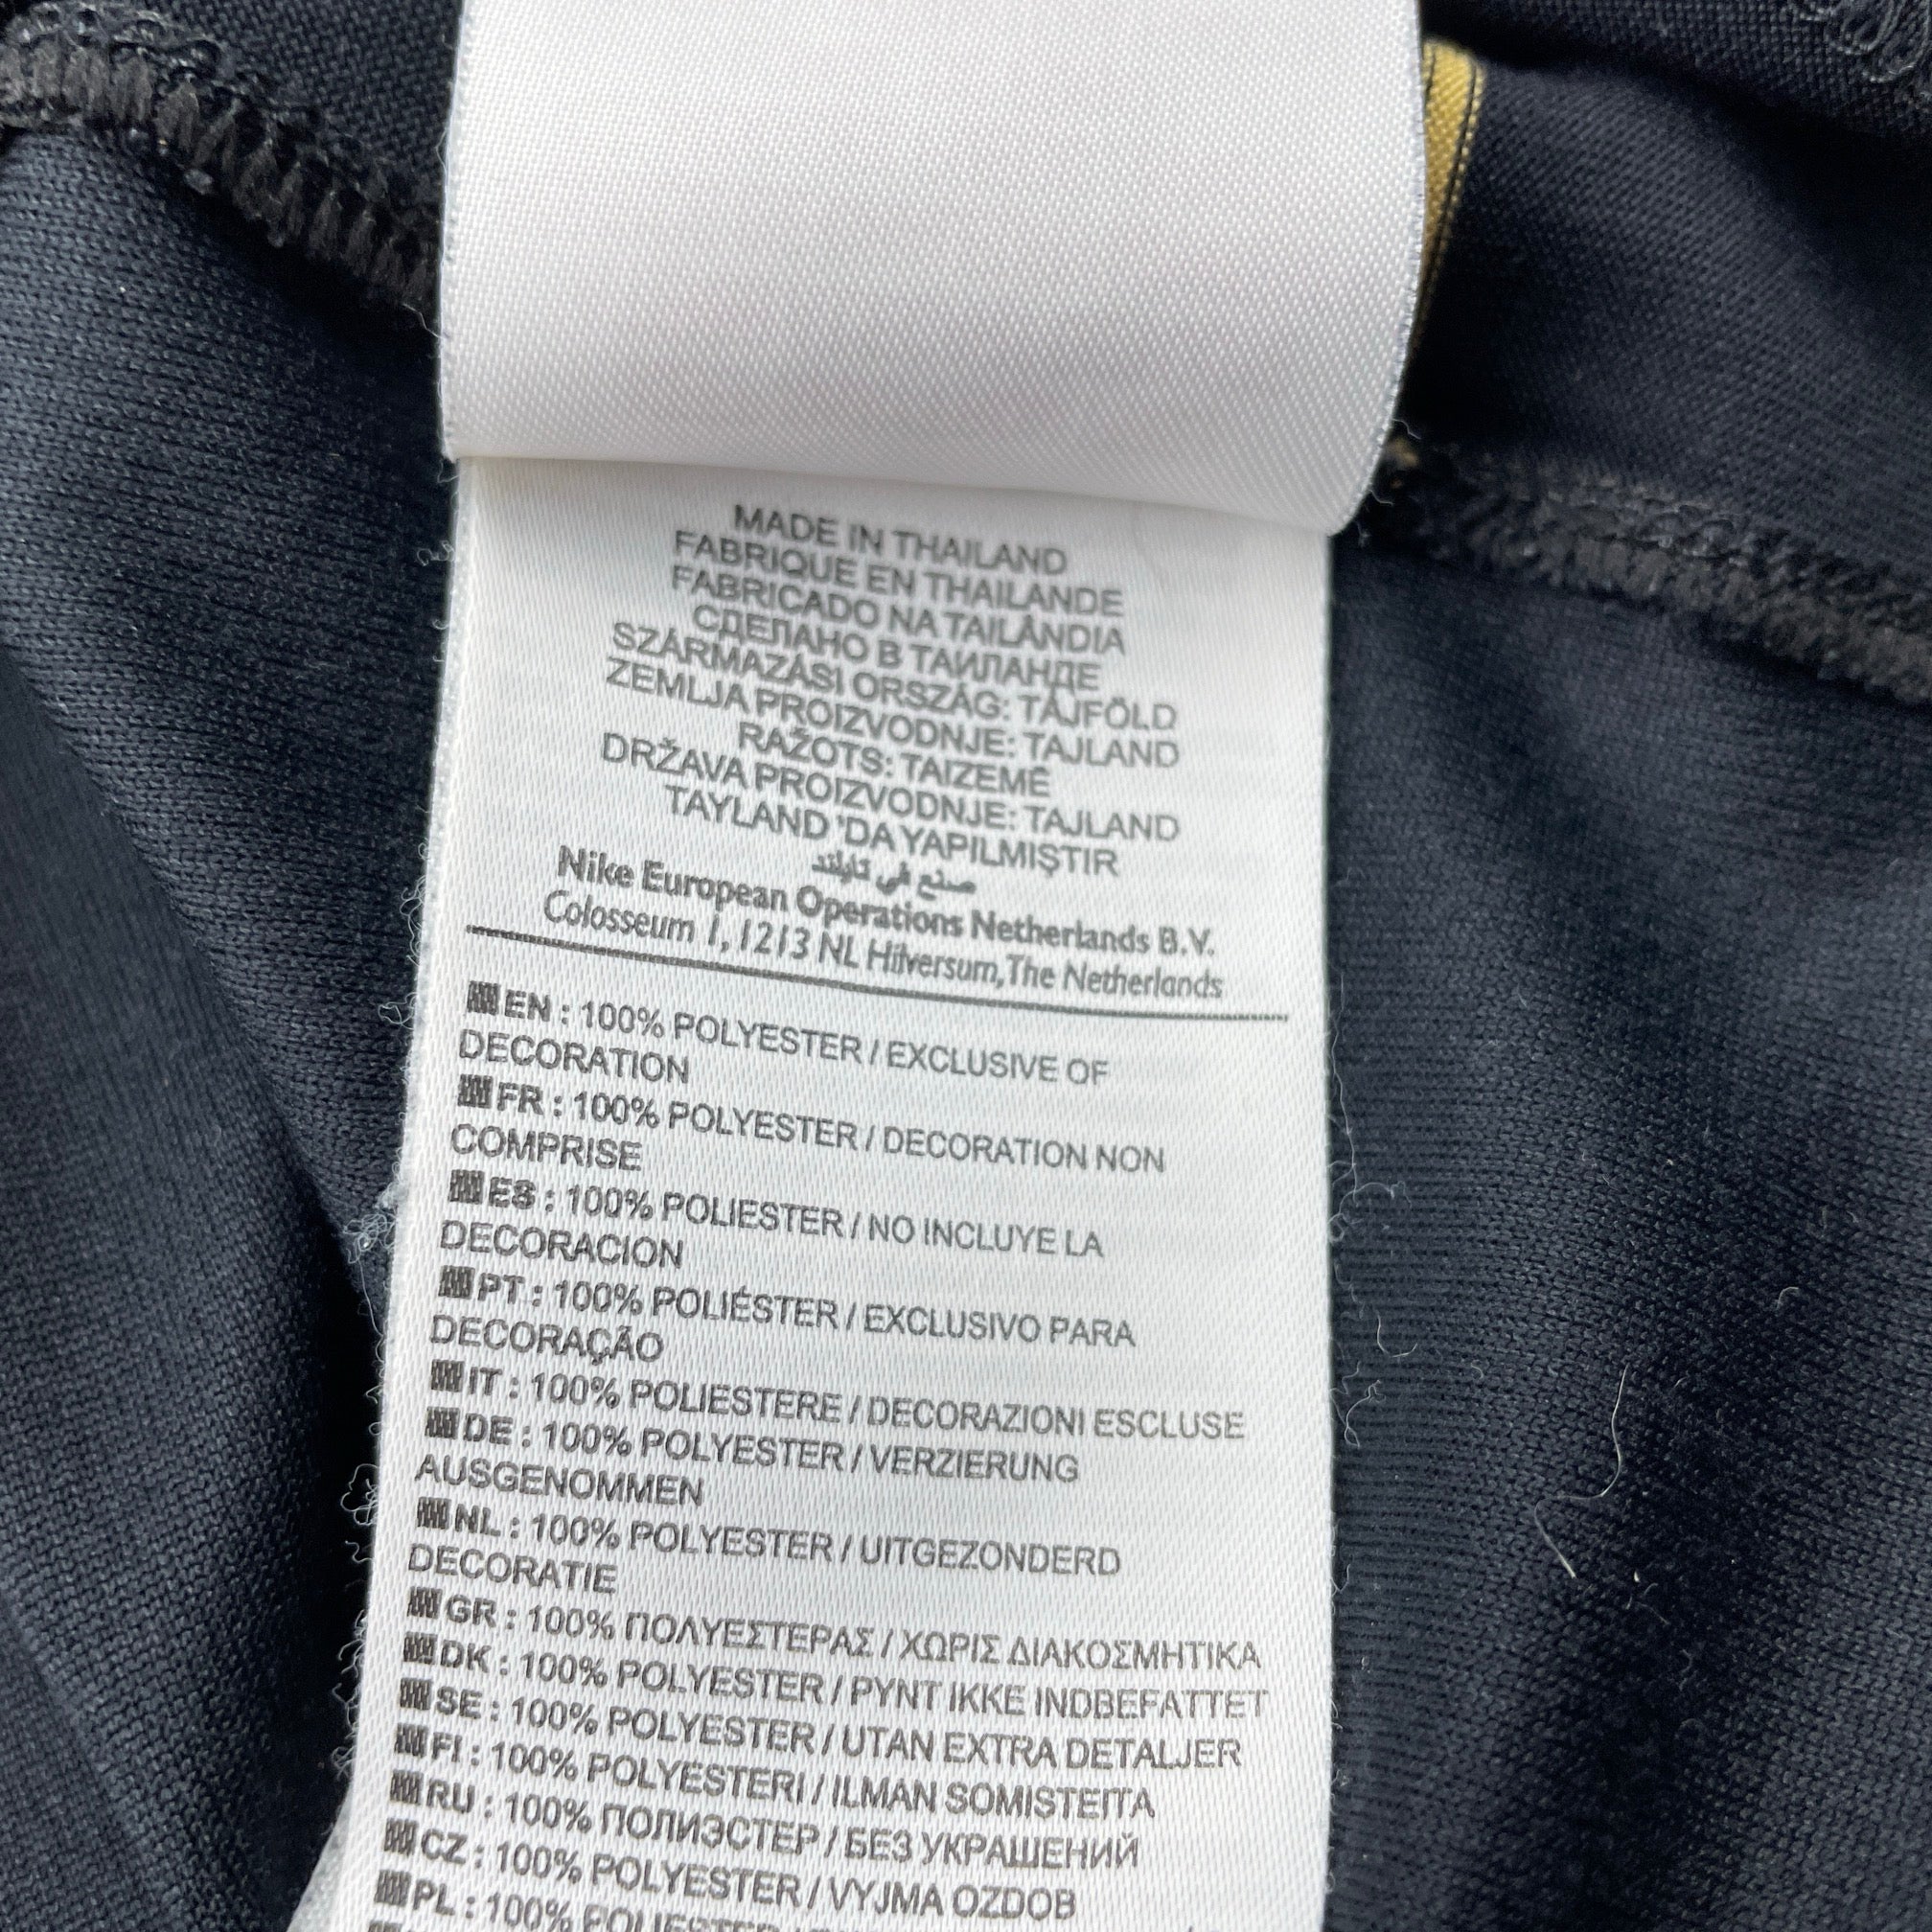 MADE IN THAILAND
FABRIQUE EN THAILANDE
FABRICADO NA TAILÂNDIA
СДЕЛАНО В ТАИЛАНДЕ
SZÁRMAZÁSI ORSZÁG: TÁJFÖLD
ZEMLJA PROIZVODNJE: TAJLAND
RAŽOTS: TAIZEMĒ
DRŽAVA PROIZVODNJE: TAJLAND
TAYLAND 'DA YAPILMIŞTIR
صنع في تايلند
Nike European Operations Netherlands B.V.
Colosseum 1, 1213 NL Hilversum, The Netherlands
EN : 100% POLYESTER / EXCLUSIVE OF
DECORATION
FR : 100% POLYESTER / DECORATION NON
COMPRISE
ES : 100% POLIESTER / NO INCLUYE LA
DECORACION
PT : 100% POLIÉSTER / EXCLUSIVO PARA
DECORAÇÃO
IT : 100% POLIESTERE / DECORAZIONI ESCLUSE
DE : 100% POLYESTER / VERZIERUNG
AUSGENOMMEN
NL : 100% POLYESTER / UITGEZONDERD
DECORATIE
GR : 100% ΠΟΛΥΕΣΤΕΡΑΣ / ΧΩΡΙΣ ΔΙΑΚΟΣΜΗΤΙΚΑ
DK : 100% POLYESTER / PYNT IKKE INDBEFATTET
SE : 100% POLYESTER / UTAN EXTRA DETALJER
FI : 100% POLYESTERI / ILMAN SOMISTEITA
RU : 100% ПОЛИЭСТЕР / БЕЗ УКРАШЕНИЙ
CZ : 100% POLYESTER / VYJMA OZDOB
PL : 100% POLIESTER /